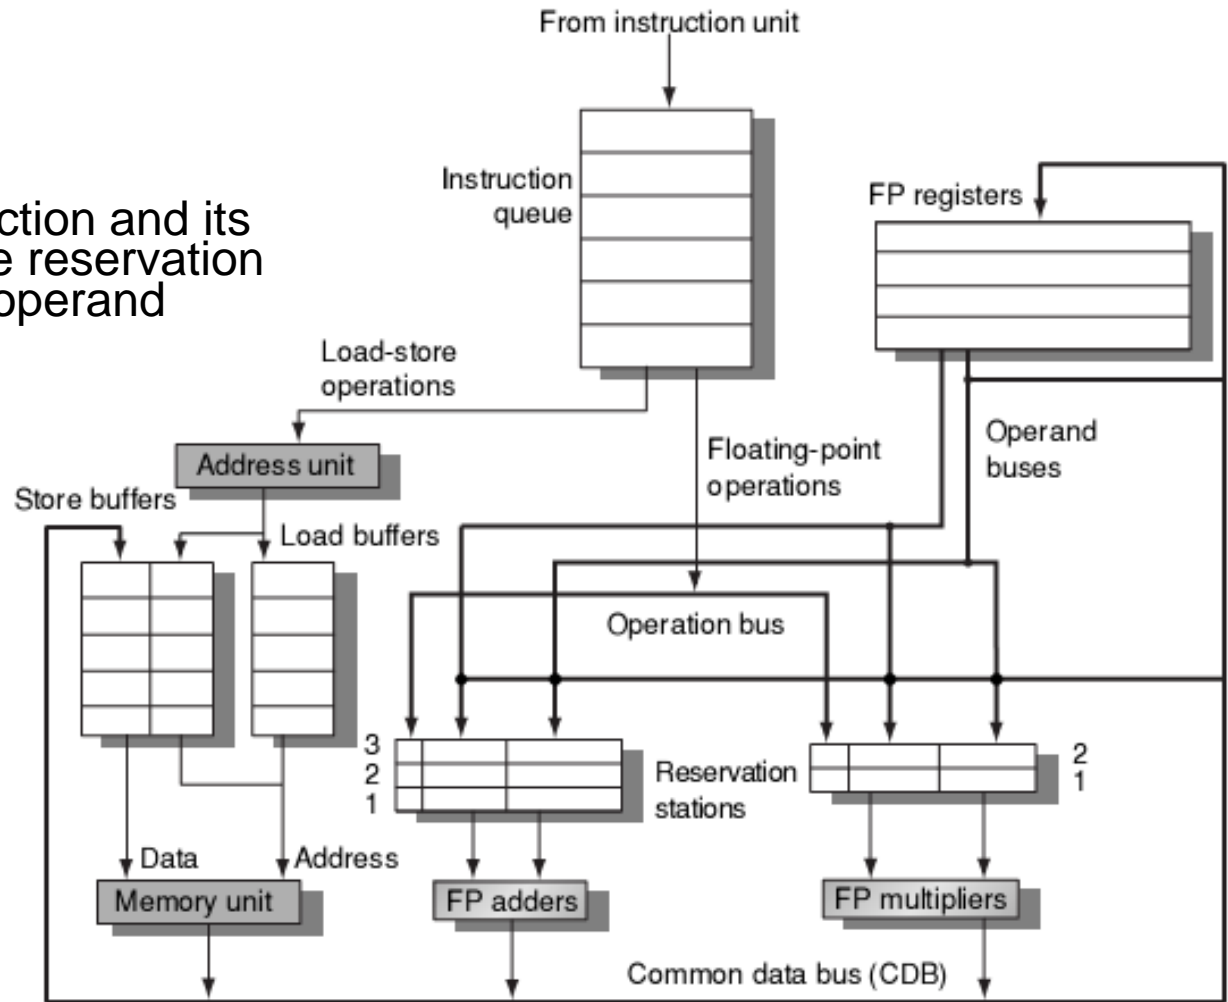 From instruction unit
Instruction
queue
FP registers
ction and its
e reservation
operand
Load-store
operations
Address unit
Floating-point
operations
Operand
buses
Store buffers
Load buffers
Operation bus
3
2
1
Reservation
stations
2
1
Data
Address
Memory unit
FP adders
FP multipliers
Common data bus (CDB)